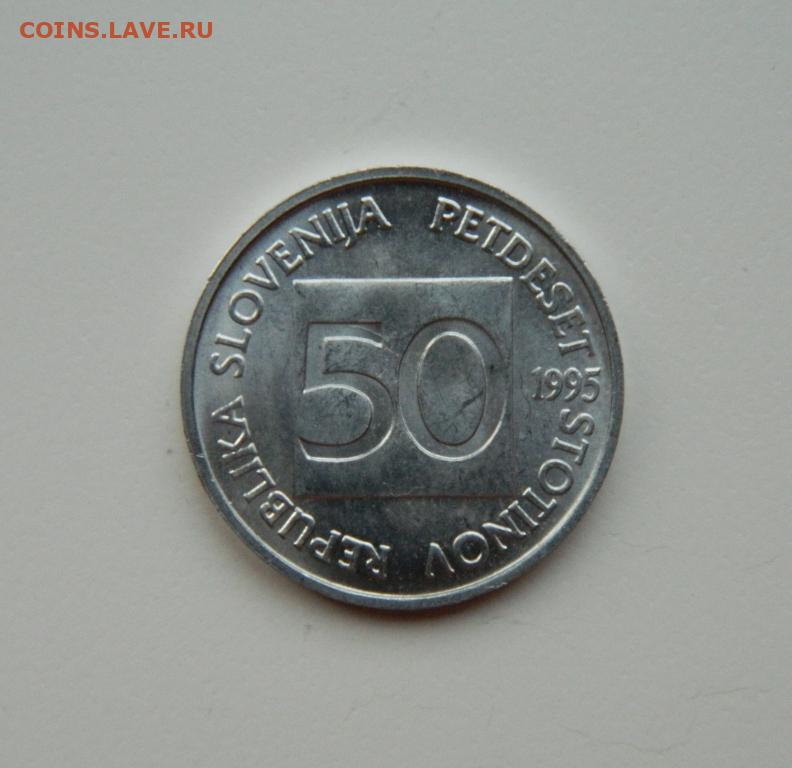 COINS.LAVE.RU
REPUBLIKA SLOVENIJA
PETDESET STOTINOV
1995
50